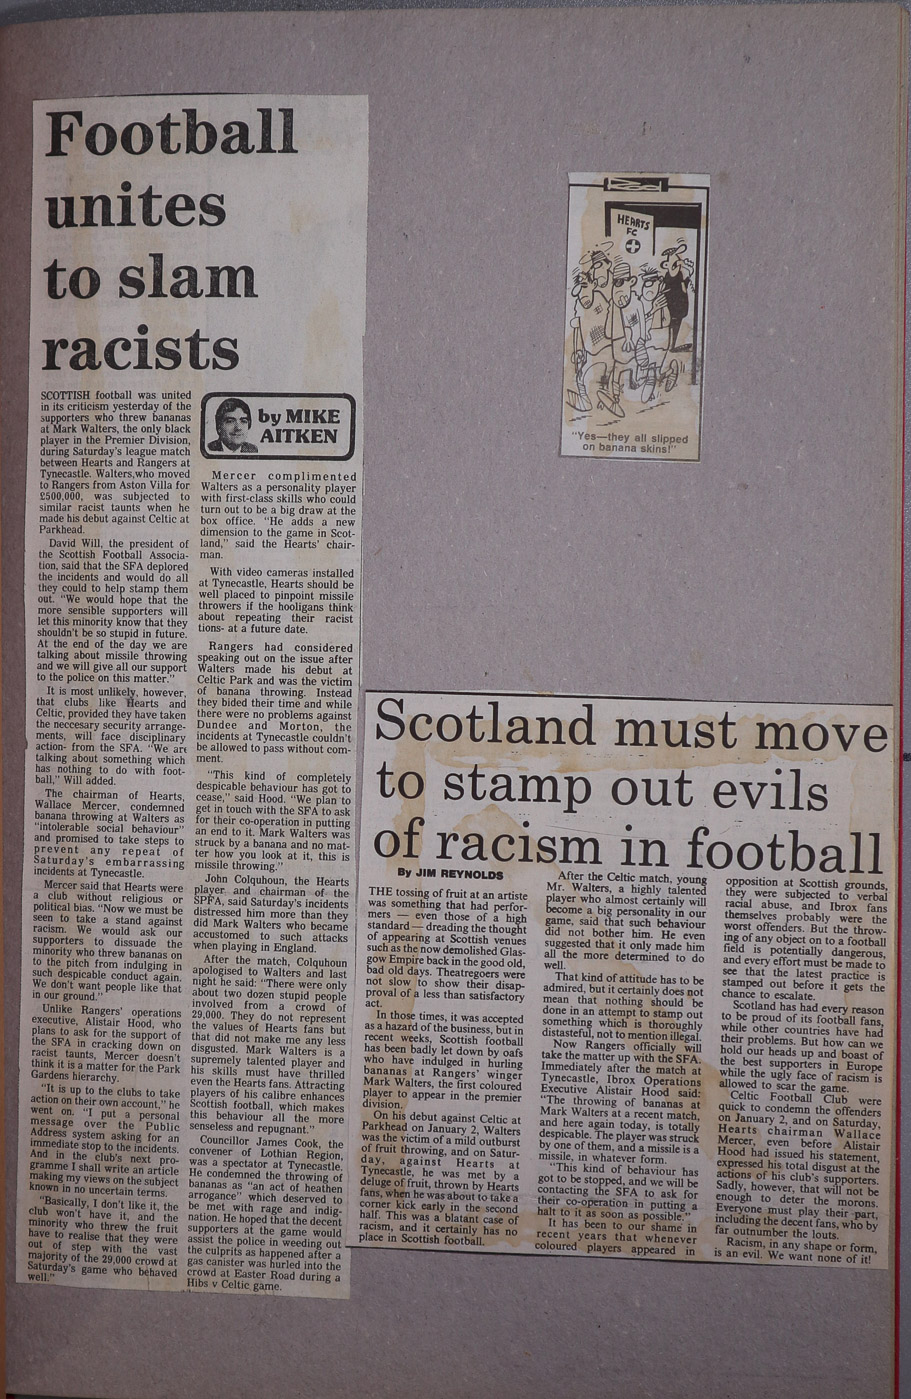 Football
unites
to slam
racists
SCOTTISH football was united
in its criticism yesterday of the
supporters who threw bananas
at Mark Walters, the only black
player in the Premier Division,
during Saturday's league match
between Hearts and Rangers at
Tynecastle. Walters,who moved
to Rangers from Aston Villa for
£500,000, was subjected to
similar racist taunts when he
made his debut against Celtic at
Parkhead.
David Will, the president of
the Scottish Football Associa-
tion, said that the SFA deplored
the incidents and would do all
they could to help stamp them
out. "We would hope that the
more sensible supporters will
let this minority know that they
shouldn't be so stupid in future.
At the end of the day we are
talking about missile throwing
and we will give all our support
to the police on this matter."
It is most unlikely, however,
that clubs like Hearts and
Celtic, provided they have taken
the neccesary security arrange-
ments, will face disciplinary
action- from the SFA. "We are
talking about something which
has nothing to do with foot-
ball," Will added.
The chairman of Hearts,
Wallace Mercer, condemned
banana throwing at Walters as
"intolerable social behaviour"
and promised to take steps to
prevent any repeat of
Saturday's embarrassing
incidents at Tynecastle.
Mercer said that Hearts were
a club without religious or
political bias. "Now we must be
seen to take a stand against
racism. We would ask our
supporters to dissuade the
minority who threw bananas on
to the pitch from indulging in
such despicable conduct again.
We don't want people like that
in our ground."
Unlike Rangers' operations
executive, Alistair Hood, who
plans to ask for the support of
the SFA in cracking down on
racist taunts, Mercer doesn't
think it is a matter for the Park
Gardens hierarchy.
"It is up to the clubs to take
action on their own account," he
went on. "I put a personal
message over the Public
Address system asking for an
immediate stop to the incidents.
And in the club's next pro-
gramme I shall write an article
making my views on the subject
known in no uncertain terms.
"Basically, I don't like it, the
club won't have it, and the
minority who threw the fruit
have to realise that they were
out of step with the vast
majority of the 29,000 crowd at
Saturday's game who behaved
well."
by MIKE
AITKEN
Mercer complimented
Walters as a personality player
with first-class skills who could
turn out to be a big draw at the
box office. "He adds a new
dimension to the game in Scot-
land," said the Hearts' chair-
man.
With video cameras installed
at Tynecastle, Hearts should be
well placed to pinpoint missile
throwers if the hooligans think
about repeating their racist
tions- at a future date.
Rangers had considered
speaking out on the issue after
Walters made his debut at
Celtic Park and was the victim
of banana throwing. Instead
they bided their time and while
there were no problems against
Dundee and Morton, the
incidents at Tynecastle couldn't
be allowed to pass without com-
ment.
"This kind of completely
despicable behaviour has got to
cease," said Hood. "We plan to
get in touch with the SFA to ask
for their co-operation in putting
an end to it. Mark Walters was
struck by a banana and no mat-
ter how you look at it, this is
missile throwing."
John Colquhoun, the Hearts
player and chairman of the
SPFA, said Saturday's incidents
distressed him more than they
did Mark Walters who became
accustomed to such attacks
when playing in England.
After the match, Colquhoun
apologised to Walters and last
night he said: "There were only
about two dozen stupid people
involved from a crowd of
29,000. They do not represent
the values of Hearts fans but
that did not make my any less
disgusted. Mark Walters is a
supremely talented player and
his skills must have thrilled
even the Hearts fans. Attracting
players of his calibre enhances
Scottish football, which makes
this behaviour all the more
senseless and repugnant."
Councillor James Cook, the
convener of Lothian Region,
was a spectator at Tynecastle.
He condemned the throwing of
bananas as "an act of heathen
arrogance" which deserved to
be met with rage and indig-
nation. He hoped that the decent
supporters at the game would
assist the police in weeding out
the culprits as happened after a
gas canister was hurled into the
crowd at Easter Road during a
Hibs v Celtic game.
HEARTS
FC
"Yes—they all slipped
on banana skins!"
Scotland must move
to stamp out evils
of racism in football
By JIM REYNOLDS
THE tossing of fruit at an artiste
was something that had perfor-
mers — even those of a high
standard — dreading the thought
of appearing at Scottish venues
such as the now demolished Glas-
gow Empire back in the good old,
bad old days. Theatregoers were
not slow to show their disap-
proval of a less than satisfactory
act.
In those times, it was accepted
as a hazard of the business, but in
recent weeks, Scottish football
has been badly let down by oafs
who have indulged in hurling
bananas at Rangers' winger
Mark Walters, the first coloured
player to appear in the premier
division.
On his debut against Celtic at
Parkhead on January 2, Walters
was the victim of a mild outburst
of fruit throwing, and on Satur-
day, against Hearts at
Tynecastle, he was met by a
deluge of fruit, thrown by Hearts
fans, when he was about to take a
corner kick early in the second
half. This was a blatant case of
racism, and it certainly has no
place in Scottish football.
After the Celtic match, young
Mr. Walters, a highly talented
player who almost certainly will
become a big personality in our
game, said that such behaviour
did not bother him. He even
suggested that it only made him
all the more determined to do
well.
That kind of attitude has to be
admired, but it certainly does not
mean that nothing should be
done in an attempt to stamp out
something which is thoroughly
distasteful, not to mention illegal.
Now Rangers officially will
take the matter up with the SFA.
Immediately after the match at
Tynecastle, Ibrox Operations
Executive Alistair Hood said:
"The throwing of bananas at
Mark Walters at a recent match,
and here again today, is totally
despicable. The player was struck
by one of them, and a missile is a
missile, in whatever form.
"This kind of behaviour has
got to be stopped, and we will be
contacting the SFA to ask for
their co-operation in putting a
halt to it as soon as possible."
It has been to our shame in
recent years that whenever
coloured players appeared in
opposition at Scottish grounds,
they were subjected to verbal
racial abuse, and Ibrox fans
themselves probably were the
worst offenders. But the throw-
ing of any object on to a football
field is potentially dangerous,
and every effort must be made to
see that the latest practice is
stamped out before it gets the
chance to escalate.
Scotland has had every reason
to be proud of its football fans,
while other countries have had
their problems. But how can we
hold our heads up and boast of
the best supporters in Europe
while the ugly face of racism is
allowed to scar the game.
Celtic Football Club were
quick to condemn the offenders
on January 2, and on Saturday,
Hearts chairman Wallace
Mercer, even before Alistair
Hood had issued his statement,
expressed his total disgust at the
actions of his club's supporters.
Sadly, however, that will not be
enough to deter the morons.
Everyone must play their part,
including the decent fans, who by
far outnumber the louts.
Racism, in any shape or form,
is an evil. We want none of it!